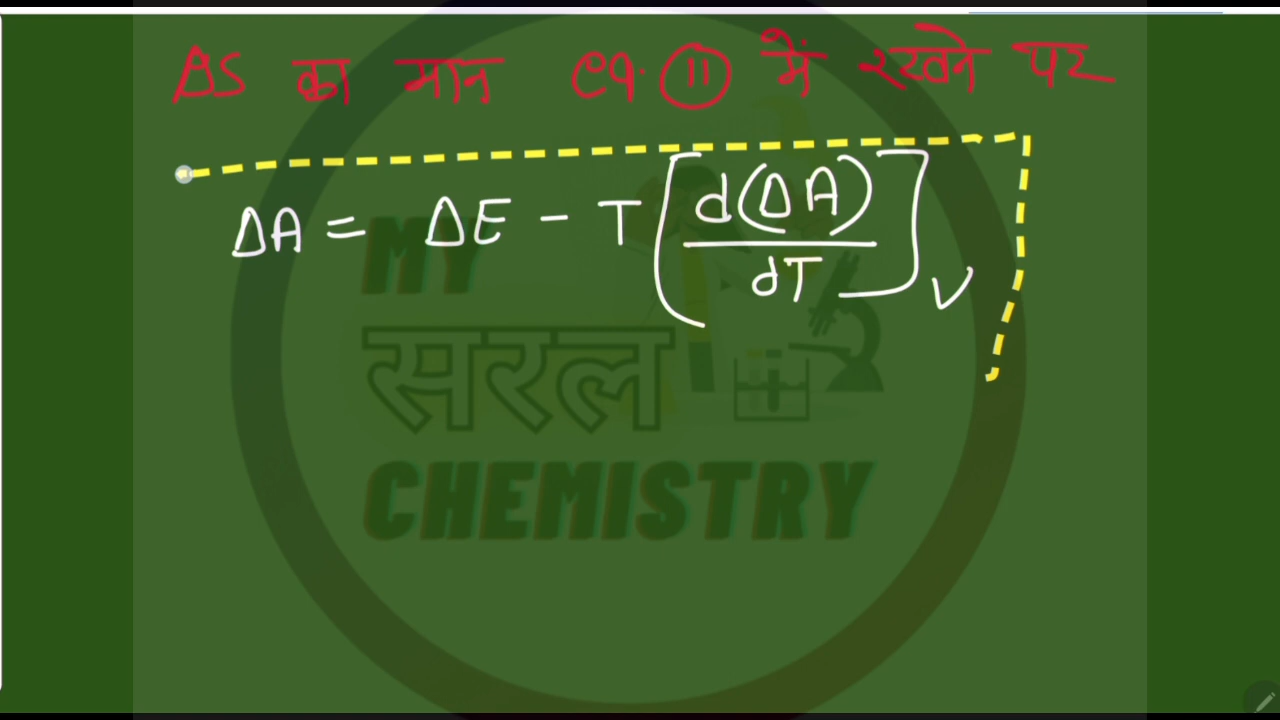 ΔS का मान eq. (11) में रखने पर
ΔA = ΔE - T [d(ΔA)/dT]V
MY
सरल
CHEMISTRY